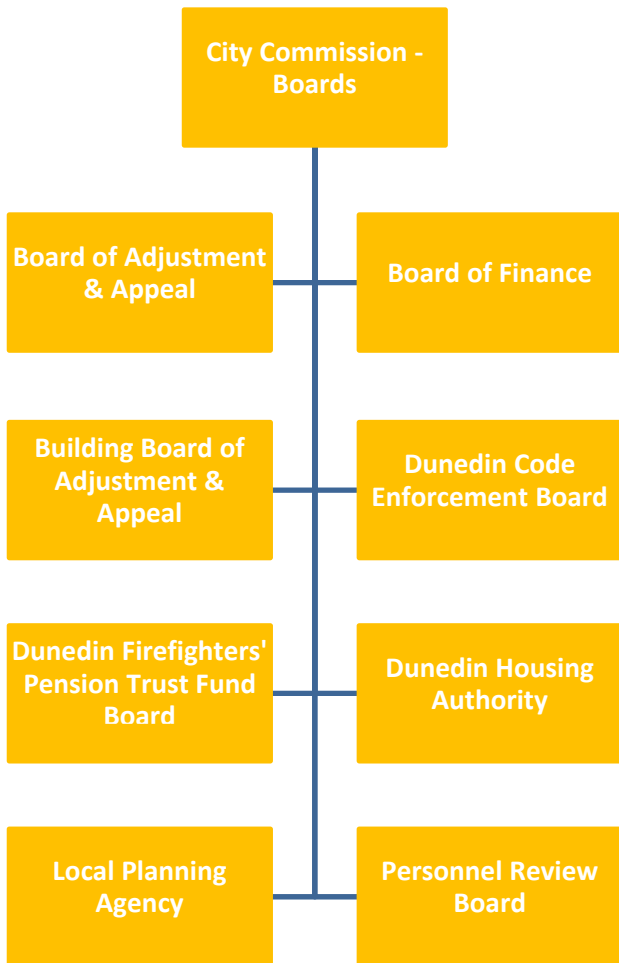 City Commission -
Boards
Board of Adjustment
& Appeal
Board of Finance
Building Board of
Adjustment &
Appeal
Dunedin Code
Enforcement Board
Dunedin Firefighters'
Pension Trust Fund
Board
Dunedin Housing
Authority
Local Planning
Agency
Personnel Review
Board